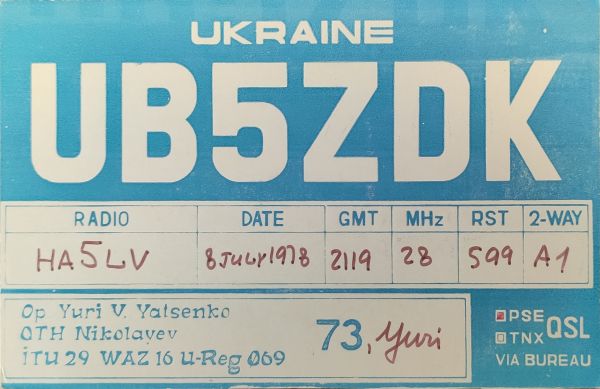 UKRAINE
UB5ZDK
RADIO DATE GMT MHz RST 2-WAY
HA5LV 8 JULY 1978 2119 28 599 A1
Op Yuri V. Yatsenko
QTH Nikolayev
iTU 29 WAZ 16 U-Reg 069
73, Yuri
PSE QSL
TNX
VIA BUREAU